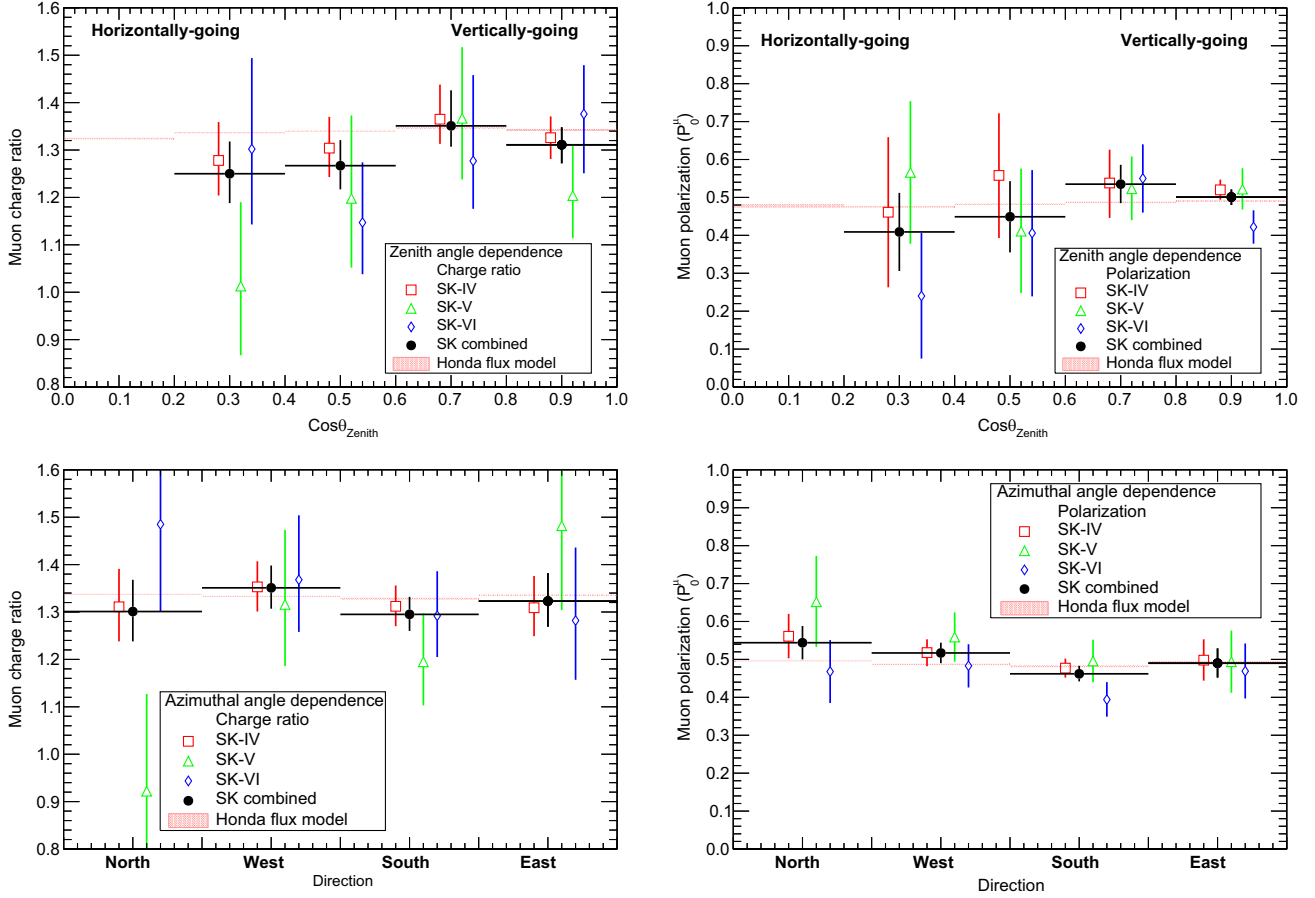 Muon charge ratio
1.6
1.5
1.4
1.3
1.2
1.1
1.0
0.9
0.8
Horizontally-going Vertically-going
Zenith angle dependence
Charge ratio
SK-IV
SK-V
SK-VI
SK combined
Honda flux model
0.0 0.1 0.2 0.3 0.4 0.5 0.6 0.7 0.8 0.9 1.0
Cosθ_Zenith
Muon polarization (P₀^μ)
1.0
0.9
0.8
0.7
0.6
0.5
0.4
0.3
0.2
0.1
0.0
Horizontally-going Vertically-going
Zenith angle dependence
Polarization
SK-IV
SK-V
SK-VI
SK combined
Honda flux model
0.0 0.1 0.2 0.3 0.4 0.5 0.6 0.7 0.8 0.9 1.0
Cosθ_Zenith
Muon charge ratio
1.6
1.5
1.4
1.3
1.2
1.1
1.0
0.9
0.8
Azimuthal angle dependence
Charge ratio
SK-IV
SK-V
SK-VI
SK combined
Honda flux model
North West South East
Direction
Muon polarization (P₀^μ)
1.0
0.9
0.8
0.7
0.6
0.5
0.4
0.3
0.2
0.1
0.0
Azimuthal angle dependence
Polarization
SK-IV
SK-V
SK-VI
SK combined
Honda flux model
North West South East
Direction